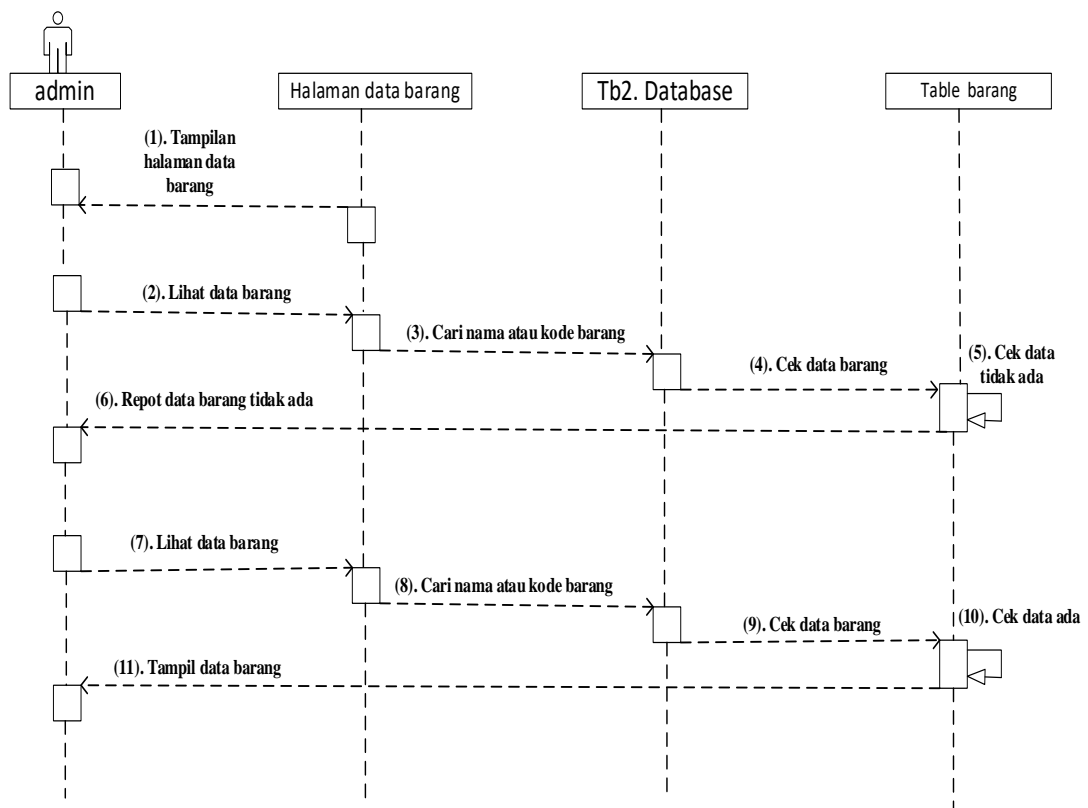 admin
Halaman data barang
Tb2. Database
Table barang
(1). Tampilan
halaman data
barang
(2). Lihat data barang
(3). Cari nama atau kode barang
(4). Cek data barang
(5). Cek data
tidak ada
(6). Repot data barang tidak ada
(7). Lihat data barang
(8). Cari nama atau kode barang
(9). Cek data barang
(10). Cek data ada
(11). Tampil data barang